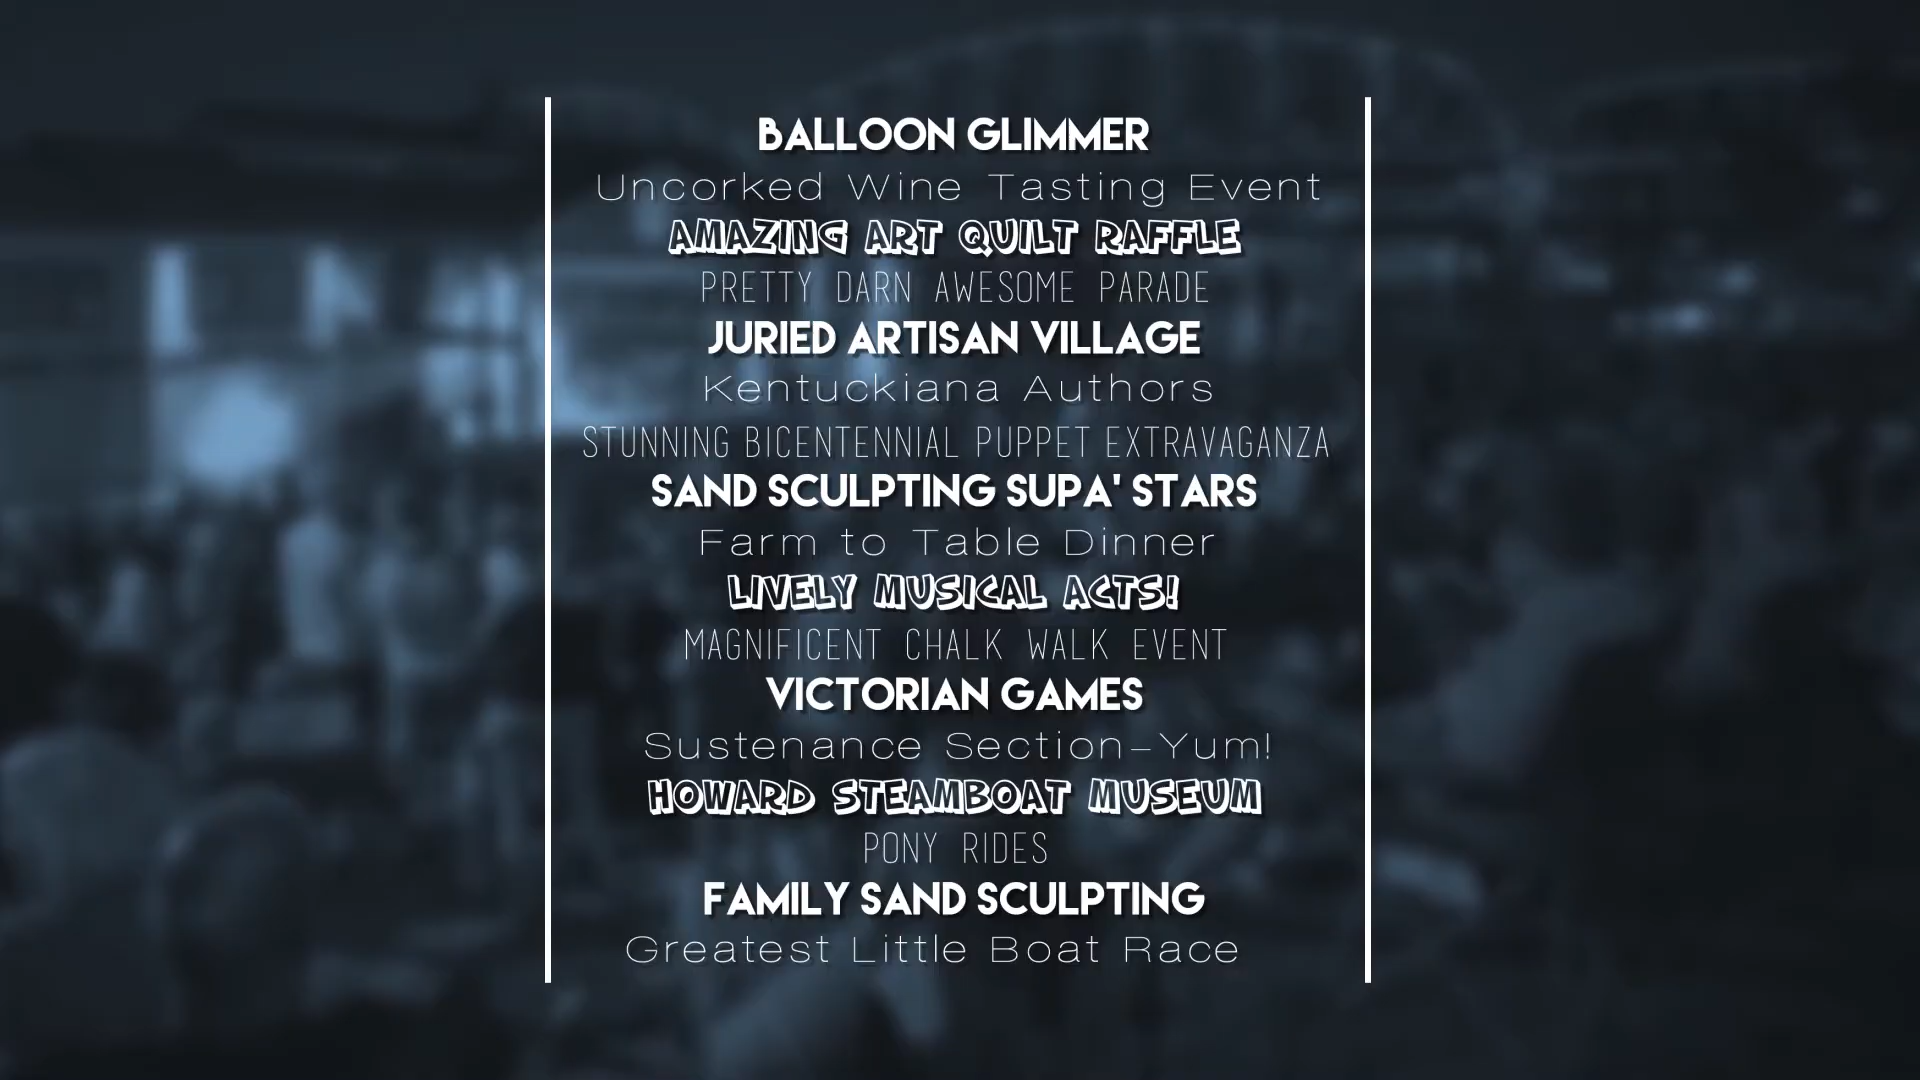 BALLOON GLIMMER
Uncorked Wine Tasting Event
AMAZING ART QUILT RAFFLE
PRETTY DARN AWESOME PARADE
JURIED ARTISAN VILLAGE
Kentuckiana Authors
STUNNING BICENTENNIAL PUPPET EXTRAVAGANZA
SAND SCULPTING SUPA' STARS
Farm to Table Dinner
LIVELY MUSICAL ACTS!
MAGNIFICENT CHALK WALK EVENT
VICTORIAN GAMES
Sustenance Section-Yum!
HOWARD STEAMBOAT MUSEUM
PONY RIDES
FAMILY SAND SCULPTING
Greatest Little Boat Race